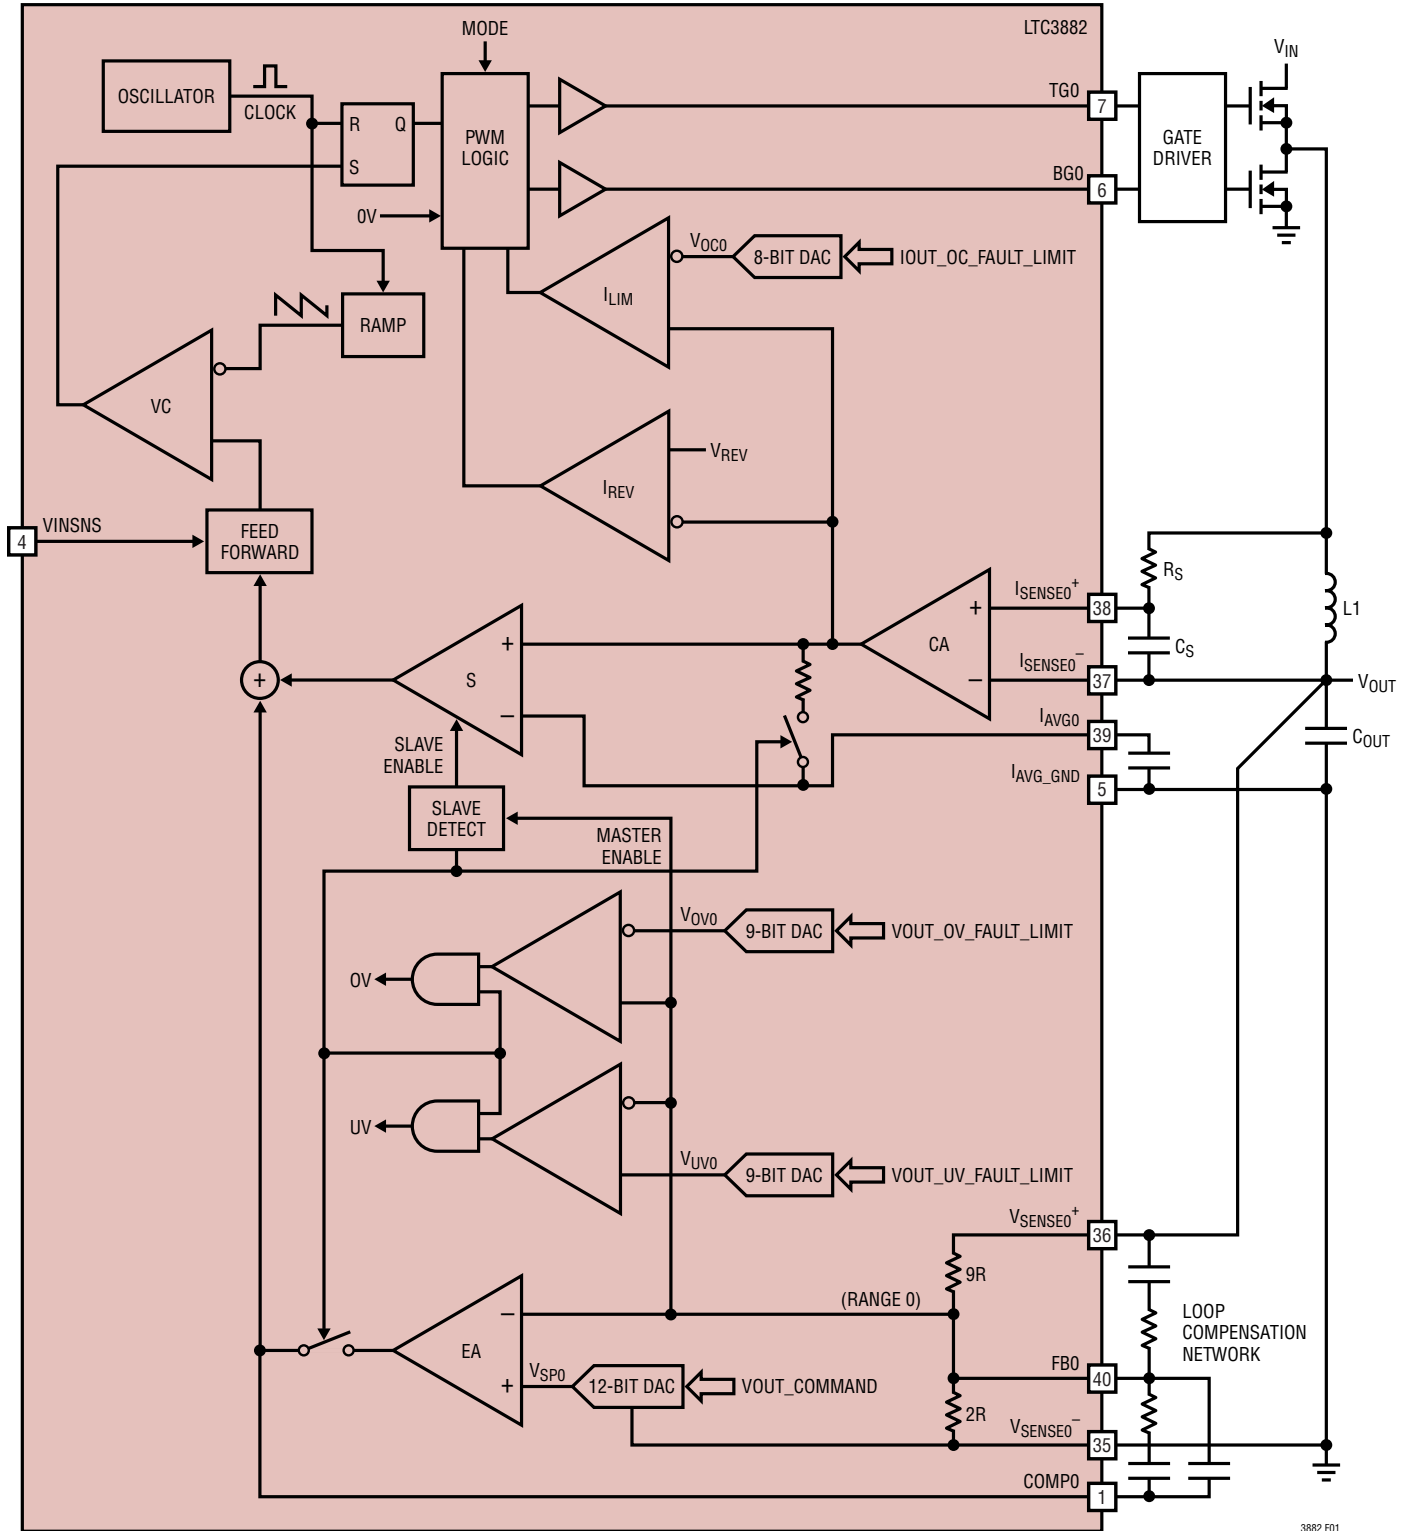 LTC3882
MODE
VIN
OSCILLATOR
CLOCK
R
Q
S
PWM
LOGIC
TG0
7
GATE
DRIVER
BG0
6
0V
VOC0
8-BIT DAC
IOUT_OC_FAULT_LIMIT
ILIM
RAMP
VC
VREV
IREV
4
VINSNS
FEED
FORWARD
RS
ISENSE0+
38
L1
+
CA
CS
ISENSE0–
37
–
VOUT
+
S
+
–
IAVG0
39
COUT
SLAVE
ENABLE
IAVG_GND
5
SLAVE
DETECT
MASTER
ENABLE
VOV0
9-BIT DAC
VOUT_OV_FAULT_LIMIT
OV
UV
VUV0
9-BIT DAC
VOUT_UV_FAULT_LIMIT
VSENSE0+
36
9R
(RANGE 0)
LOOP
COMPENSATION
NETWORK
–
EA
+
VSP0
12-BIT DAC
VOUT_COMMAND
FB0
40
2R
VSENSE0–
35
COMP0
1
3882 F01